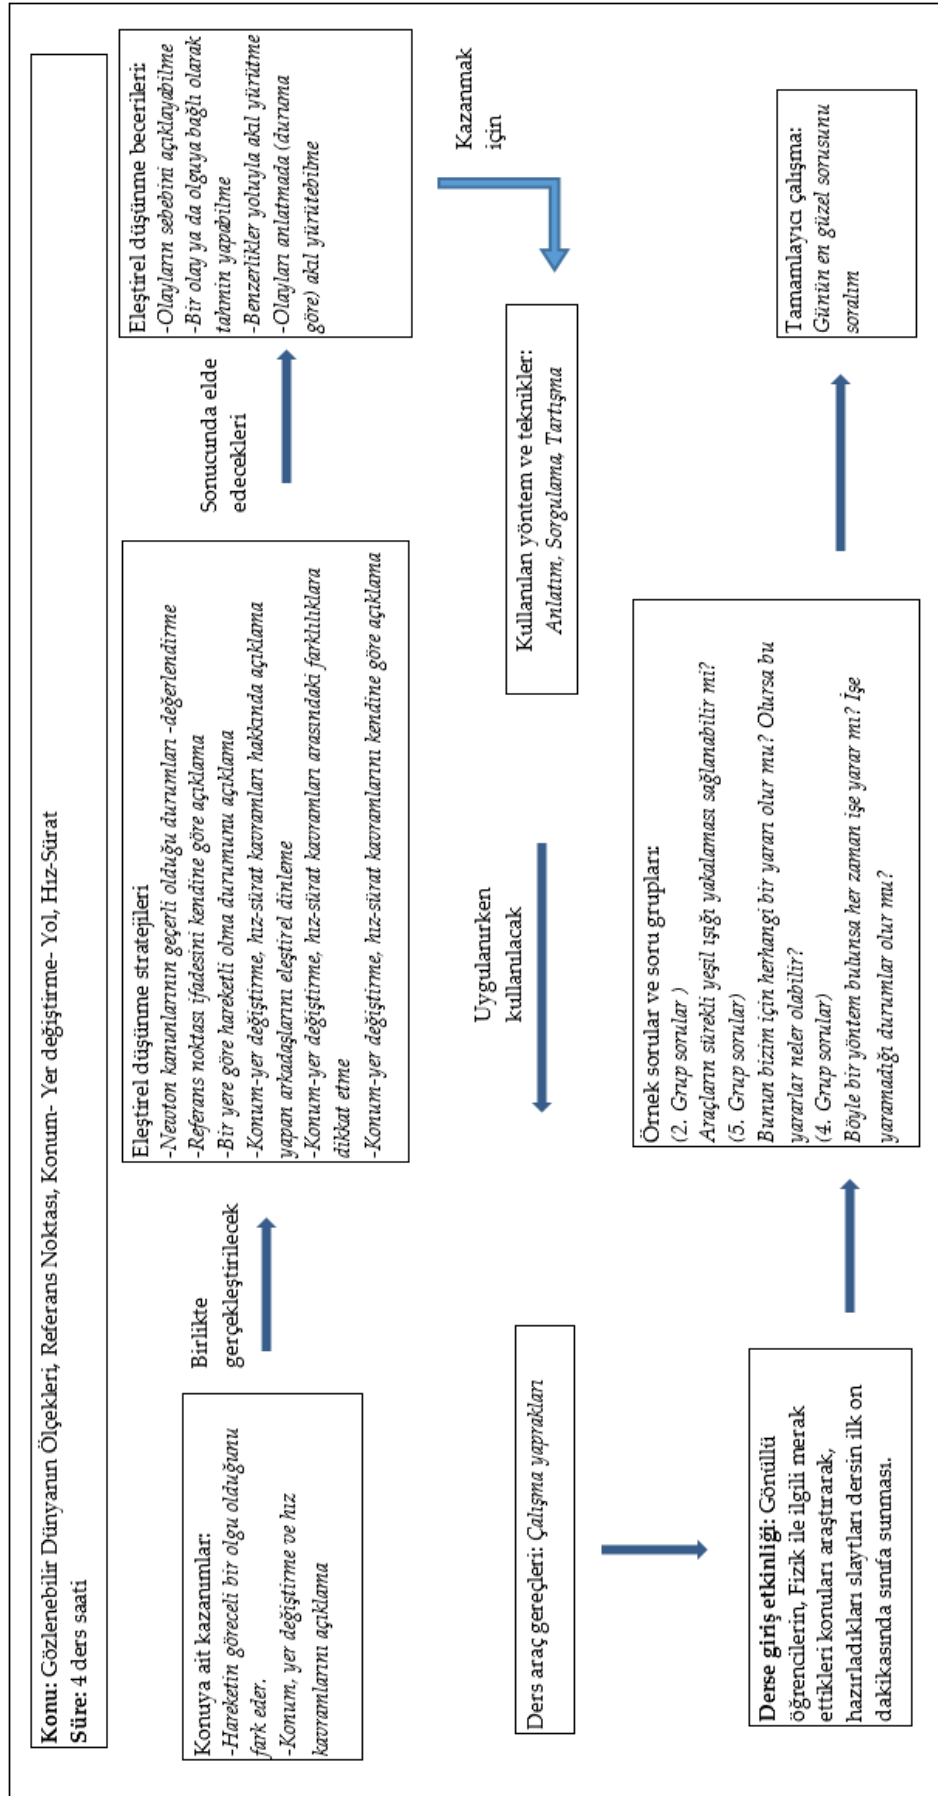 Konu: Gözlenebilir Dünyanın Ölçekleri, Referans Noktası, Konum- Yer değiştirme- Yol, Hız-Sürat
Süre: 4 ders saati
Konuya ait kazanımlar:
-Hareketin göreceli bir olgu olduğunu
fark eder.
-Konum, yer değiştirme ve hız
kavramlarını açıklama
Birlikte
gerçekleştirilecek
Eleştirel düşünme stratejileri
-Newton kanunlarının geçerli olduğu durumları -değerlendirme
-Referans noktası ifadesini kendine göre açıklama
-Bir yere göre hareketli olma durumunu açıklama
-Konum-yer değiştirme, hız-sürat kavramları hakkında açıklama
yapan arkadaşlarını eleştirel dinleme
-Konum-yer değiştirme, hız-sürat kavramları arasındaki farklılıklara
dikkat etme
-Konum-yer değiştirme, hız-sürat kavramlarını kendine göre açıklama
Sonucunda elde
edecekleri
Eleştirel düşünme becerileri:
-Olayların sebebini açıklayabilme
-Bir olay ya da olguya bağlı olarak
tahmin yapabilme
-Benzerlikler yoluyla akıl yürütme
-Olayları anlatmada (duruma
göre) akıl yürütebilme
Kazanmak
için
Kullanılan yöntem ve teknikler:
Anlatım, Sorgulama, Tartışma
Uygulanırken
kullanılacak
Ders araç gereçleri: Çalışma yaprakları
Derse giriş etkinliği: Gönüllü
öğrencilerin, Fizik ile ilgili merak
ettikleri konuları araştırarak,
hazırladıkları slaytları dersin ilk on
dakikasında sınıfa sunması.
Örnek sorular ve soru grupları:
(2. Grup sorular )
Araçların sürekli yeşil ışığı yakalaması sağlanabilir mi?
(5. Grup sorular)
Bunun bizim için herhangi bir yararı olur mu? Olursa bu
yararlar neler olabilir?
(4. Grup sorular)
Böyle bir yöntem bulunsa her zaman işe yarar mı? İşe
yaramadığı durumlar olur mu?
Tamamlayıcı çalışma:
Günün en güzel sorusunu
soralım